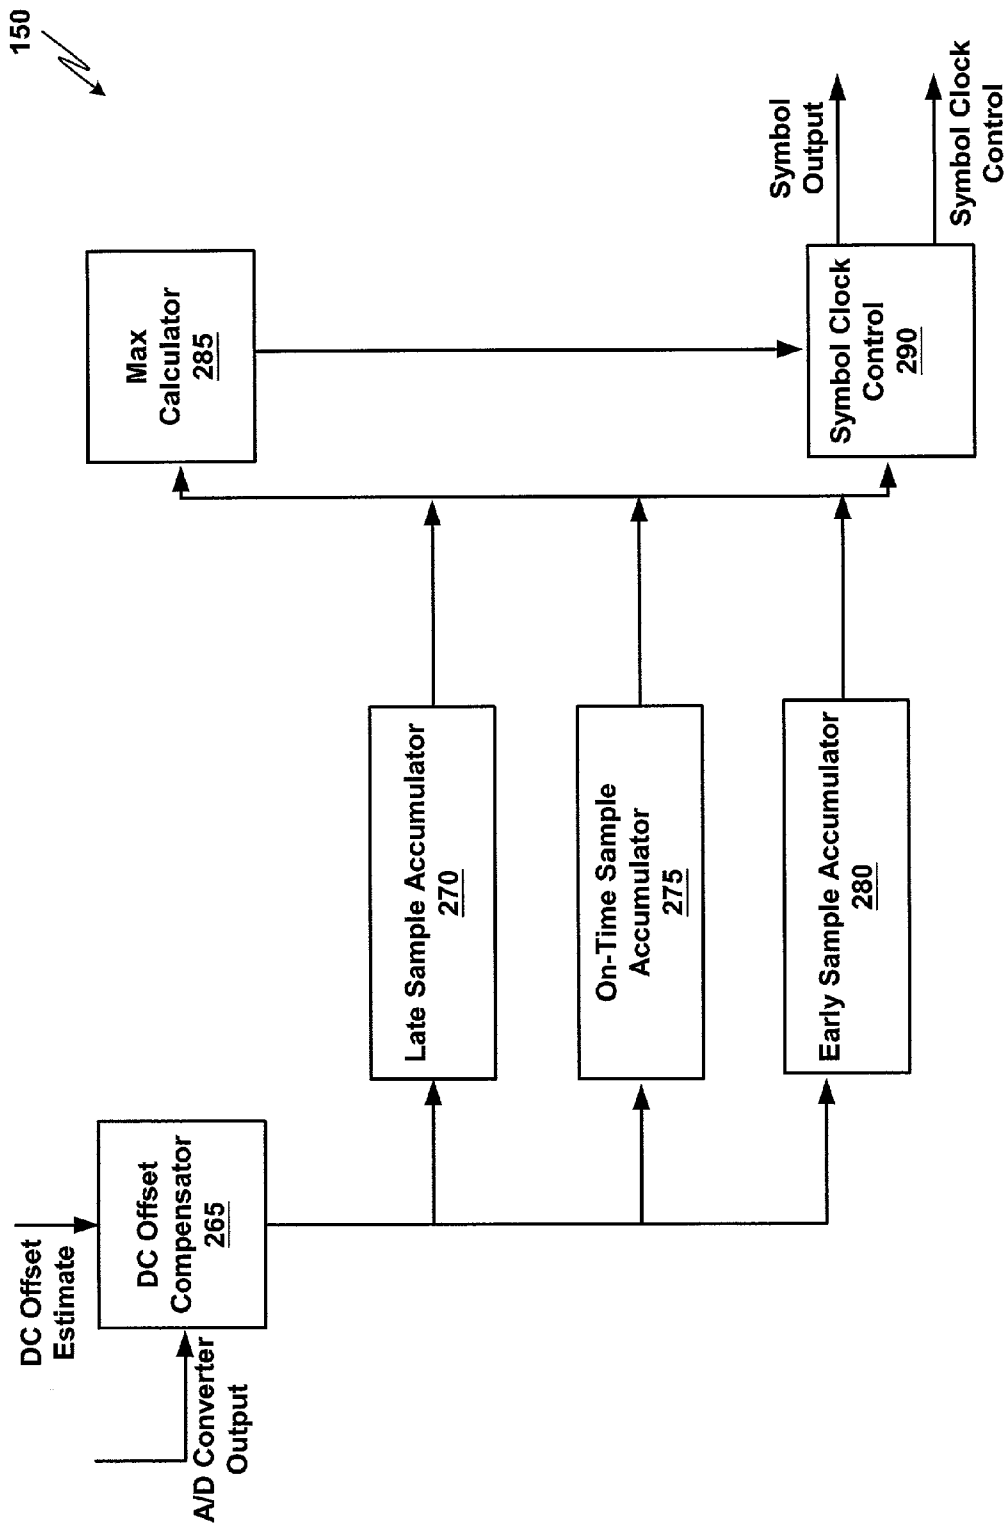 150
DC Offset
Estimate
A/D Converter
Output
DC Offset
Compensator
265
Late Sample Accumulator
270
On-Time Sample
Accumulator
275
Early Sample Accumulator
280
Max
Calculator
285
Symbol Clock
Control
290
Symbol
Output
Symbol Clock
Control